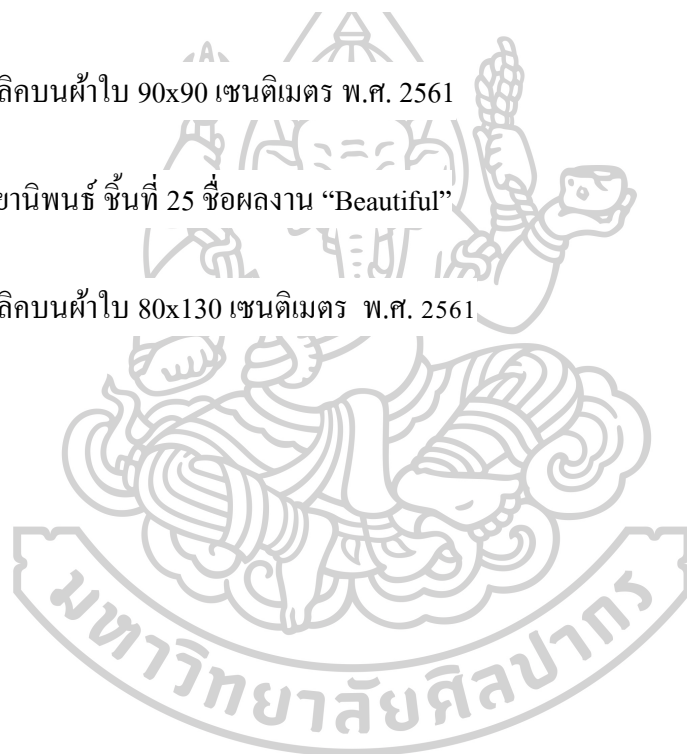 ลิคบนผ้าใบ 90x90 เซนติเมตร พ.ศ. 2561
ยานิพนธ์ ชิ้นที่ 25 ชื่อผลงาน “Beautiful”
ลิคบนผ้าใบ 80x130 เซนติเมตร พ.ศ. 2561
มหาวิทยาลัยศิลปากร